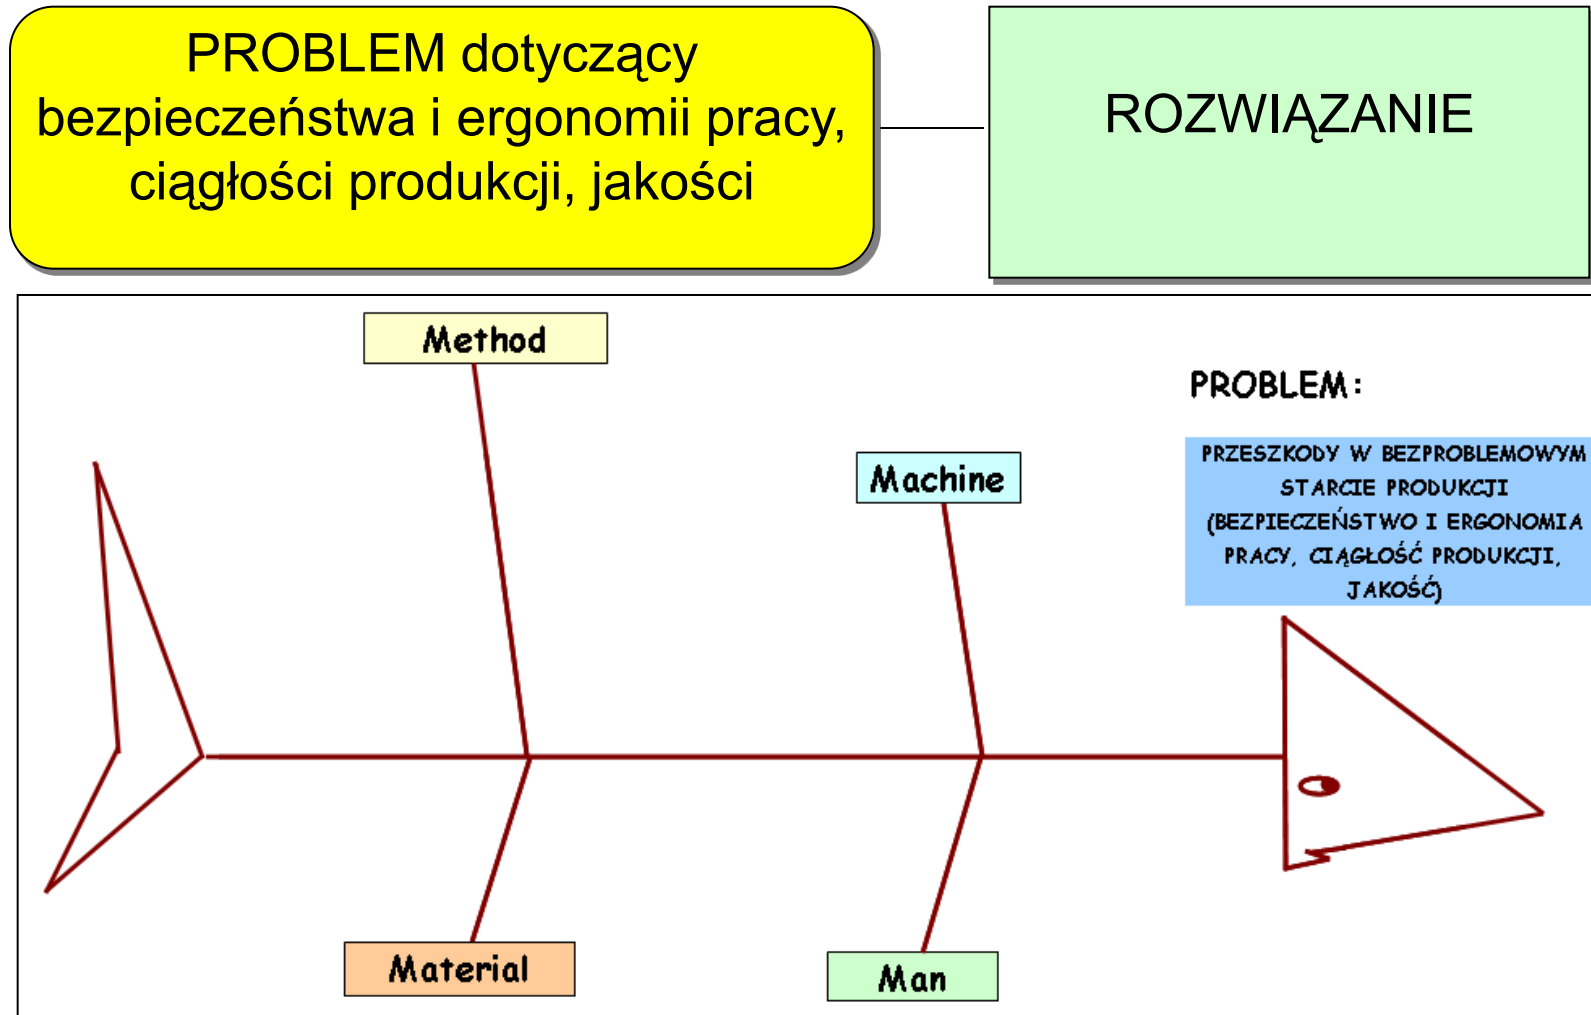 PROBLEM dotyczący
bezpieczeństwa i ergonomii pracy,
ciągłości produkcji, jakości
ROZWIĄZANIE
Method
PROBLEM:
Machine
PRZESZKODY W BEZPROBLEMOWYM
STARCIE PRODUKCJI
(BEZPIECZEŃSTWO I ERGONOMIA
PRACY, CIĄGŁOŚĆ PRODUKCJI,
JAKOŚĆ)
Material
Man